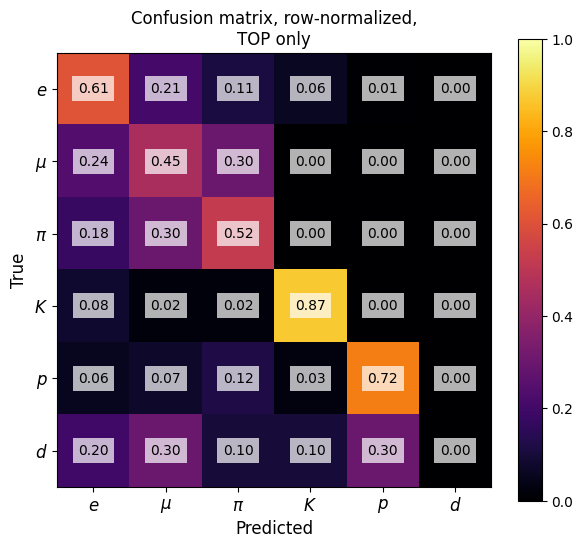 Confusion matrix, row-normalized,
TOP only
True
e 0.61 0.21 0.11 0.06 0.01 0.00
μ 0.24 0.45 0.30 0.00 0.00 0.00
π 0.18 0.30 0.52 0.00 0.00 0.00
K 0.08 0.02 0.02 0.87 0.00 0.00
p 0.06 0.07 0.12 0.03 0.72 0.00
d 0.20 0.30 0.10 0.10 0.30 0.00
e μ π K p d
Predicted
1.0
0.8
0.6
0.4
0.2
0.0